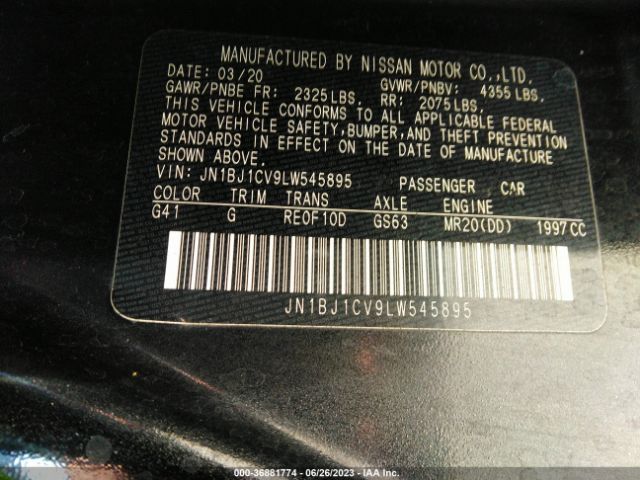 MANUFACTURED BY NISSAN MOTOR CO.,LTD.
DATE: 03/20 GVWR/PNBV: 4355 LBS.
GAWR/PNBE FR: 2325 LBS. RR: 2075 LBS.
THIS VEHICLE CONFORMS TO ALL APPLICABLE FEDERAL
MOTOR VEHICLE SAFETY, BUMPER, AND THEFT PREVENTION
STANDARDS IN EFFECT ON THE DATE OF MANUFACTURE
SHOWN ABOVE.
VIN: JN1BJ1CV9LW545895 PASSENGER CAR
COLOR TRIM TRANS AXLE ENGINE
G41 G RE0F10D GS63 MR20(DD) 1997 CC
JN1BJ1CV9LW545895
000-36881774 - 06/26/2023 - IAA Inc.